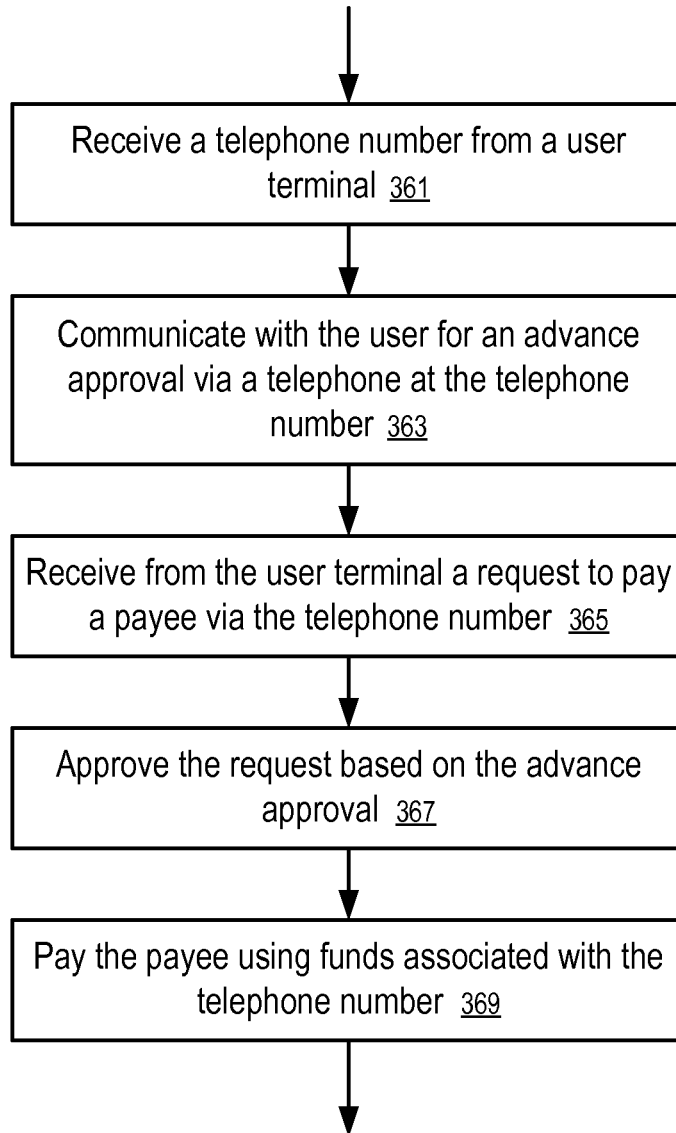 Receive a telephone number from a user
terminal 361
Communicate with the user for an advance
approval via a telephone at the telephone
number 363
Receive from the user terminal a request to pay
a payee via the telephone number 365
Approve the request based on the advance
approval 367
Pay the payee using funds associated with the
telephone number 369